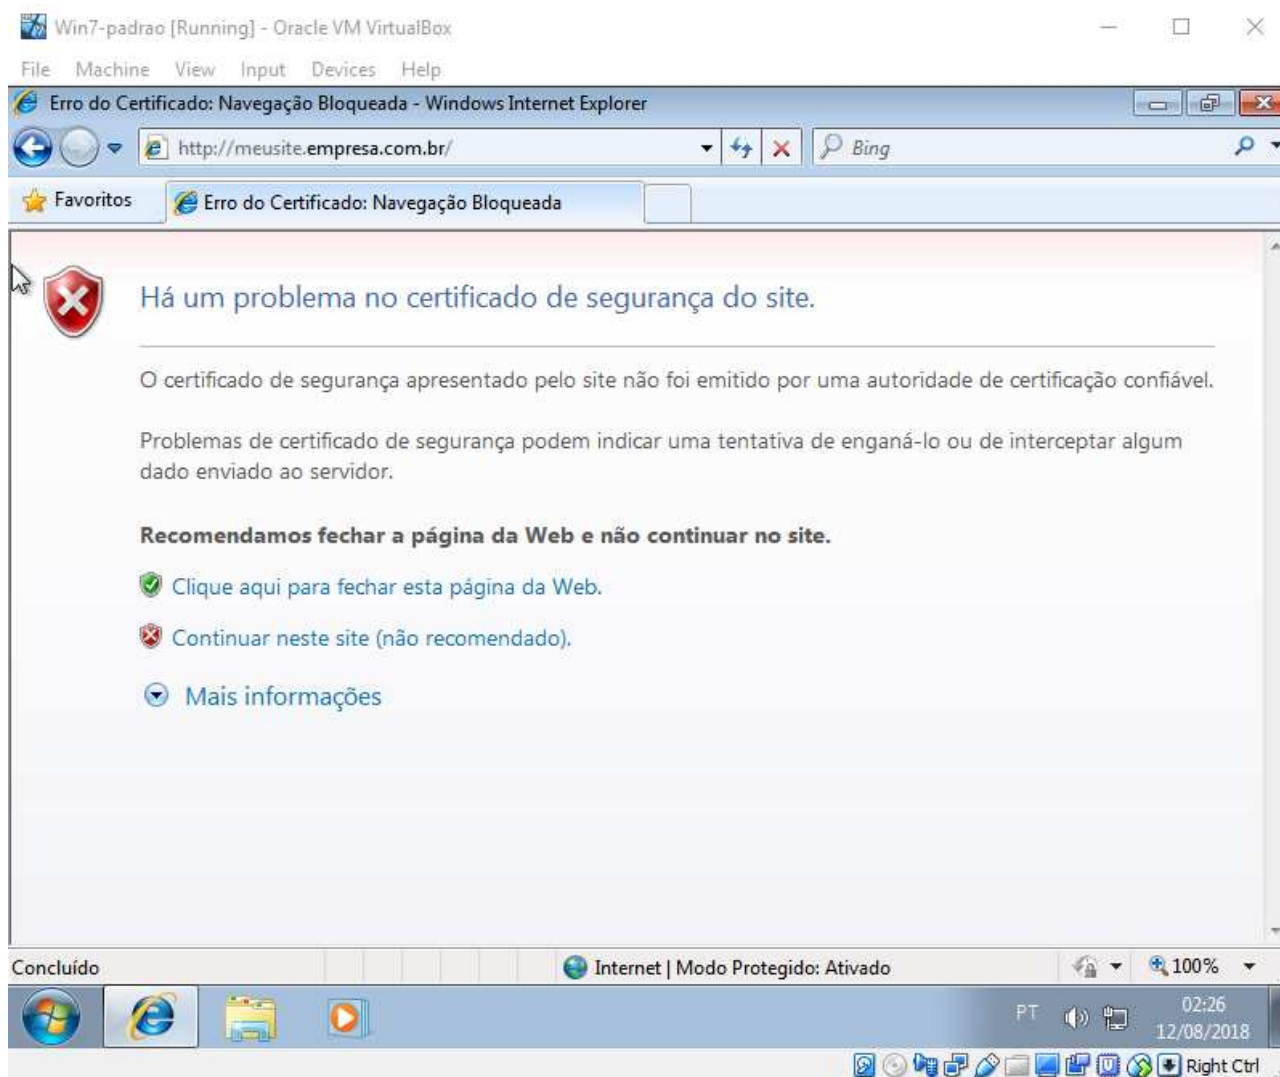 Win7-padrao [Running] - Oracle VM VirtualBox
File Machine View Input Devices Help
Erro do Certificado: Navegação Bloqueada - Windows Internet Explorer
http://meusite.empresa.com.br/ Bing
Favoritos Erro do Certificado: Navegação Bloqueada
Há um problema no certificado de segurança do site.
O certificado de segurança apresentado pelo site não foi emitido por uma autoridade de certificação confiável.
Problemas de certificado de segurança podem indicar uma tentativa de enganá-lo ou de interceptar algum
dado enviado ao servidor.
Recomendamos fechar a página da Web e não continuar no site.
Clique aqui para fechar esta página da Web.
Continuar neste site (não recomendado).
Mais informações
Concluído Internet | Modo Protegido: Ativado 100%
PT 02:26
12/08/2018
Right Ctrl